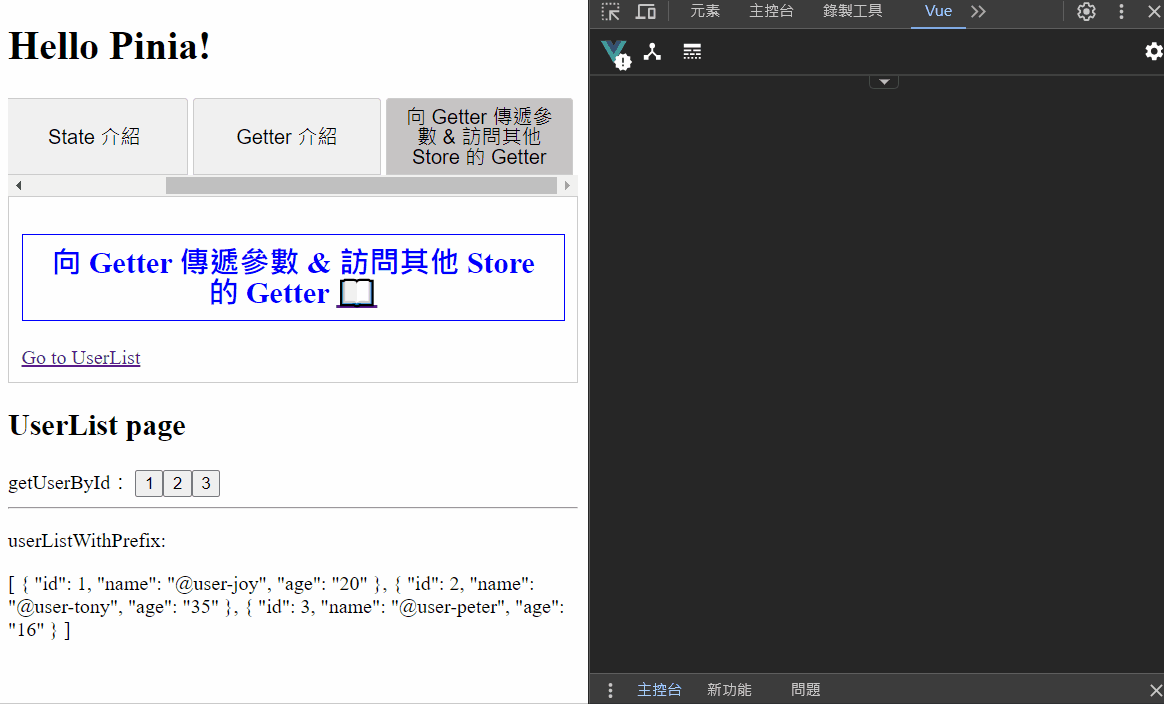 Hello Pinia!
State 介紹
Getter 介紹
向 Getter 傳遞參
數 & 訪問其他
Store 的 Getter
向 Getter 傳遞參數 & 訪問其他 Store
的 Getter 📖
Go to UserList
UserList page
getUserById： 1 2 3
userListWithPrefix:
[ { "id": 1, "name": "@user-joy", "age": "20" }, { "id": 2, "name":
"@user-tony", "age": "35" }, { "id": 3, "name": "@user-peter", "age":
"16" } ]
元素 主控台 錄製工具 Vue
主控台 新功能 問題